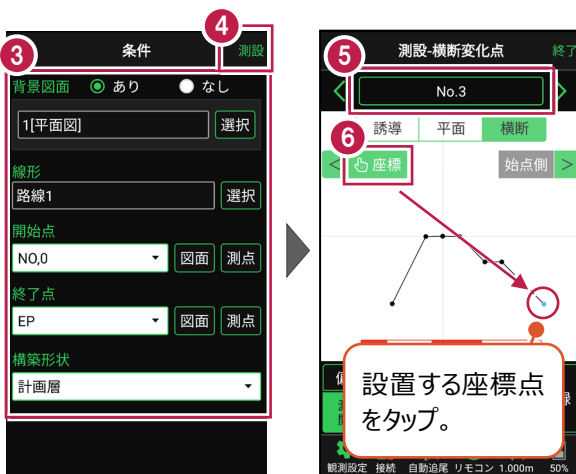 4
3
条件
測設
背景図面
あり
なし
1[平面図]
選択
線形
路線1
選択
開始点
NO,0
図面
測点
終了点
EP
図面
測点
構築形状
計画層
5
測設-横断変化点
終了
<
No.3
>
6
誘導
平面
横断
<
座標
始点側
>
設置する座標点
をタップ。
観測設定
接続
自動追尾
リモコン
1.000m
50%